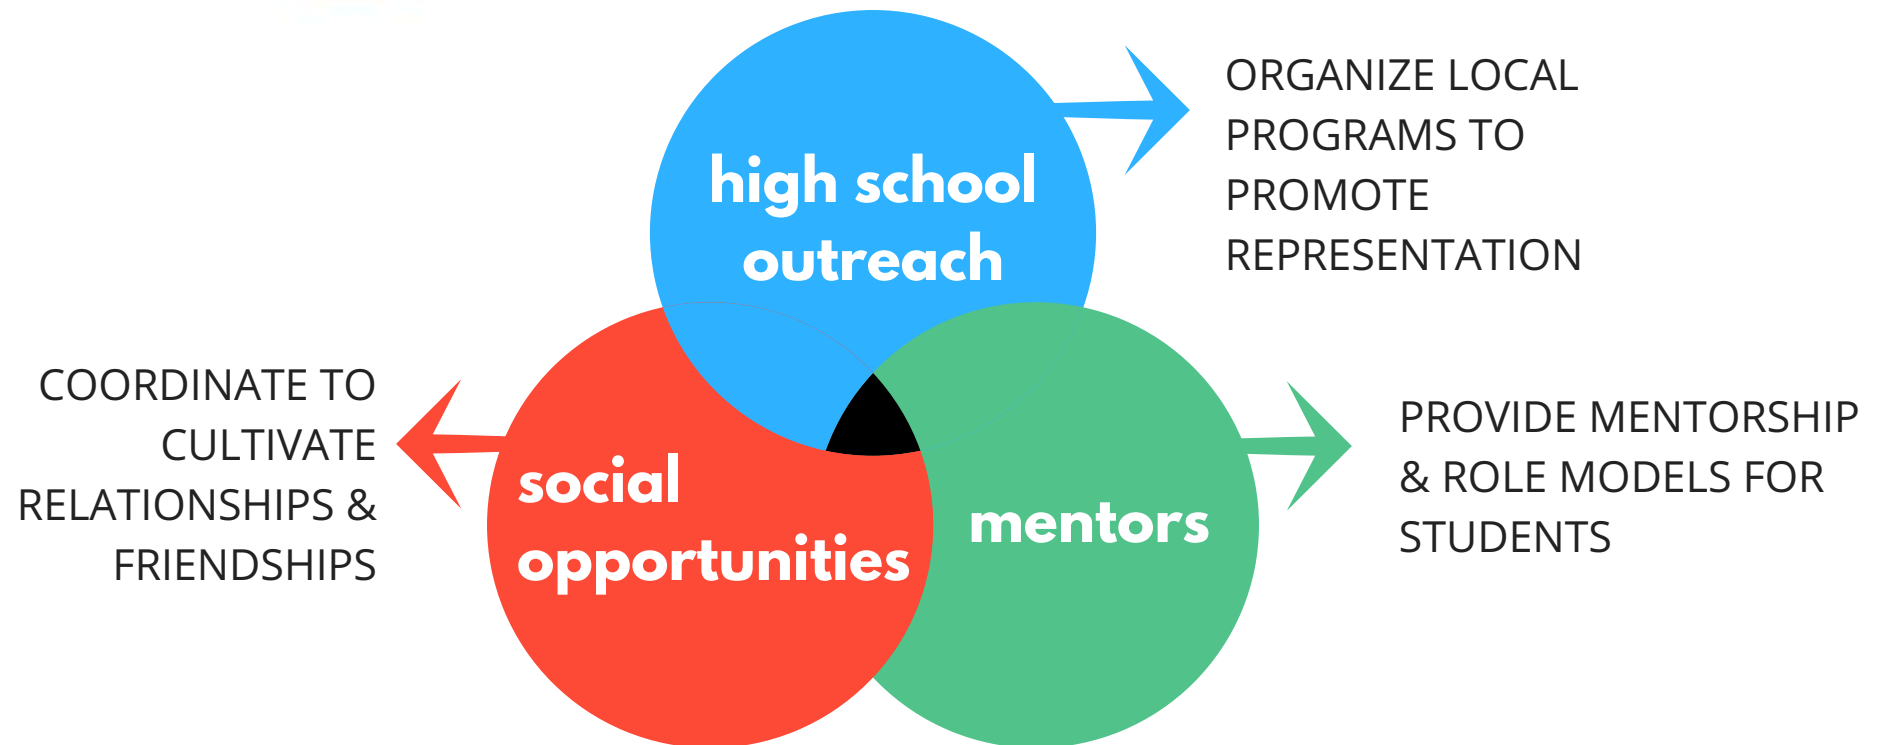 high school
outreach
ORGANIZE LOCAL
PROGRAMS TO
PROMOTE
REPRESENTATION
COORDINATE TO
CULTIVATE
RELATIONSHIPS &
FRIENDSHIPS
social
opportunities
mentors
PROVIDE MENTORSHIP
& ROLE MODELS FOR
STUDENTS